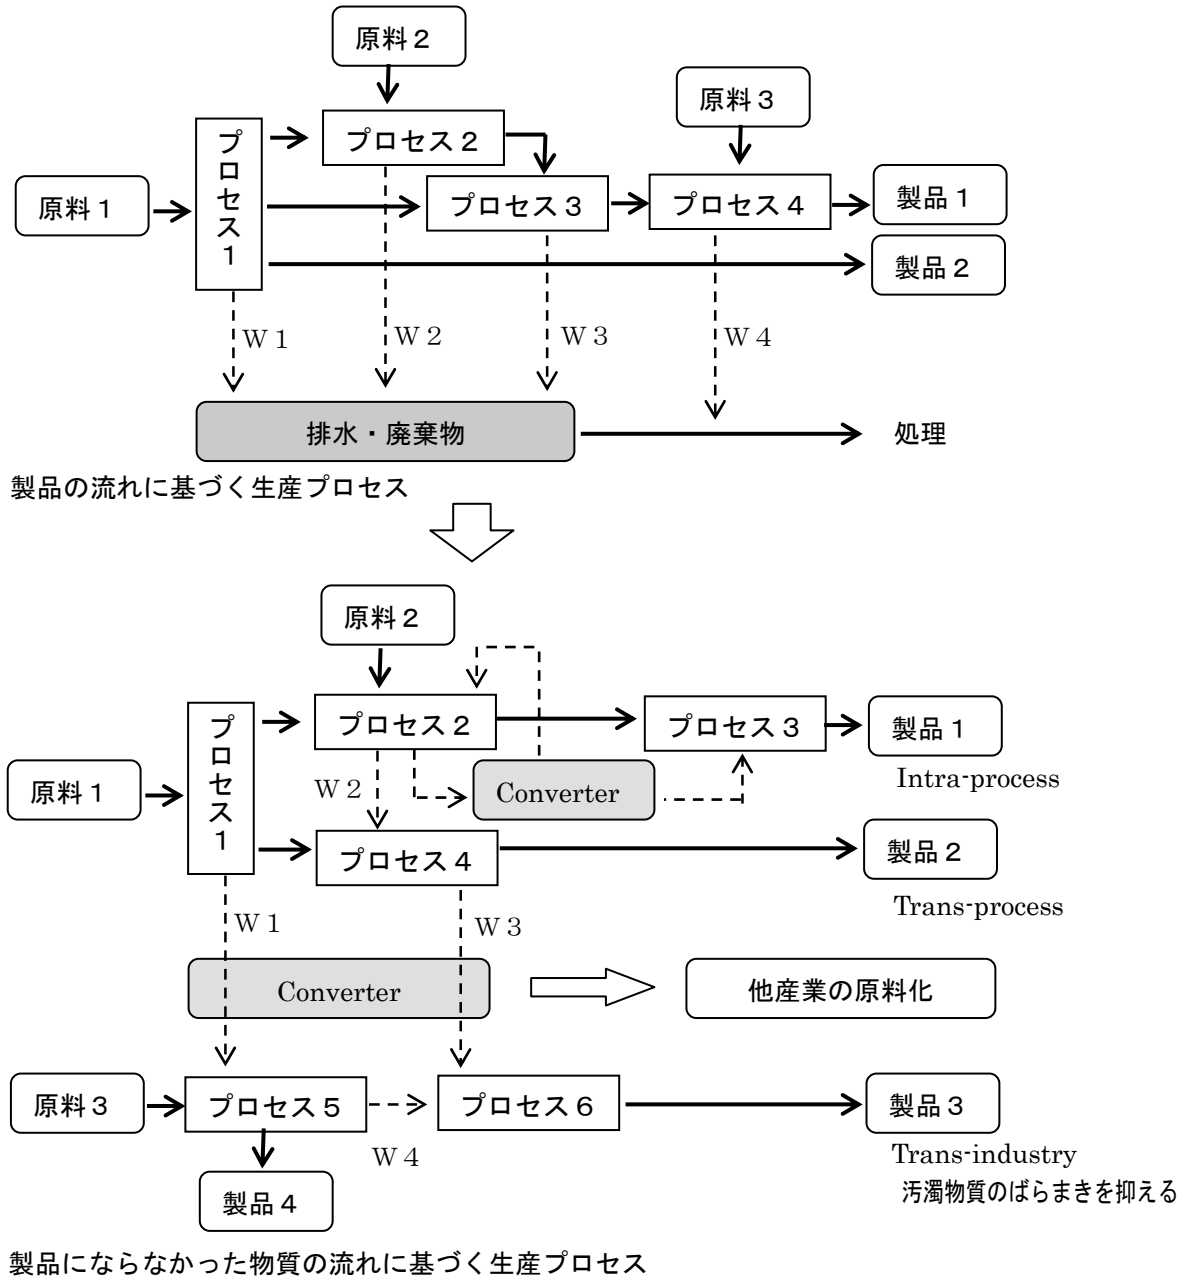 原料２
原料３
プロセス１
プロセス２
原料１
プロセス３
プロセス４
製品１
製品２
Ｗ１
Ｗ２
Ｗ３
Ｗ４
排水・廃棄物
処理
製品の流れに基づく生産プロセス
原料２
プロセス１
プロセス２
プロセス３
製品１
Intra-process
原料１
Ｗ２
Converter
プロセス４
製品２
Trans-process
Ｗ１
Ｗ３
Converter
他産業の原料化
原料３
プロセス５
プロセス６
製品３
Ｗ４
Trans-industry
汚濁物質のばらまきを抑える
製品４
製品にならなかった物質の流れに基づく生産プロセス